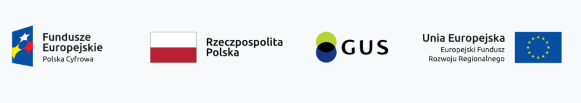 Fundusze
Europejskie
Polska Cyfrowa
Rzeczpospolita
Polska
GUS
Unia Europejska
Europejski Fundusz
Rozwoju Regionalnego